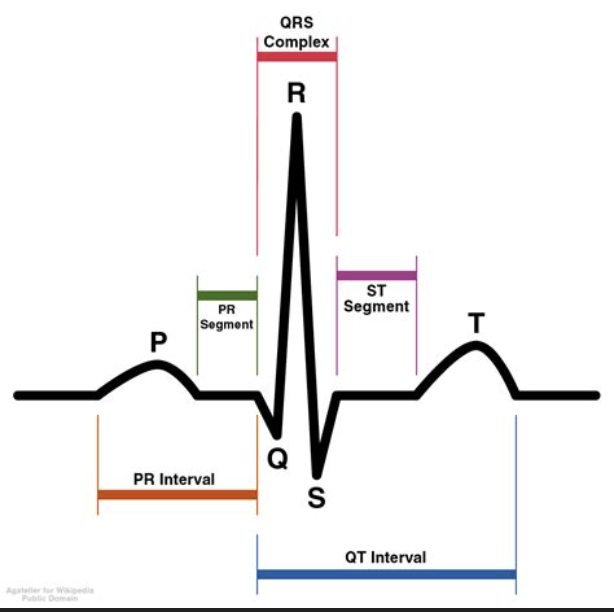 QRS
Complex
R
PR
Segment
ST
Segment
P
T
Q
S
PR Interval
QT Interval
Agateller for Wikipedia
Public Domain